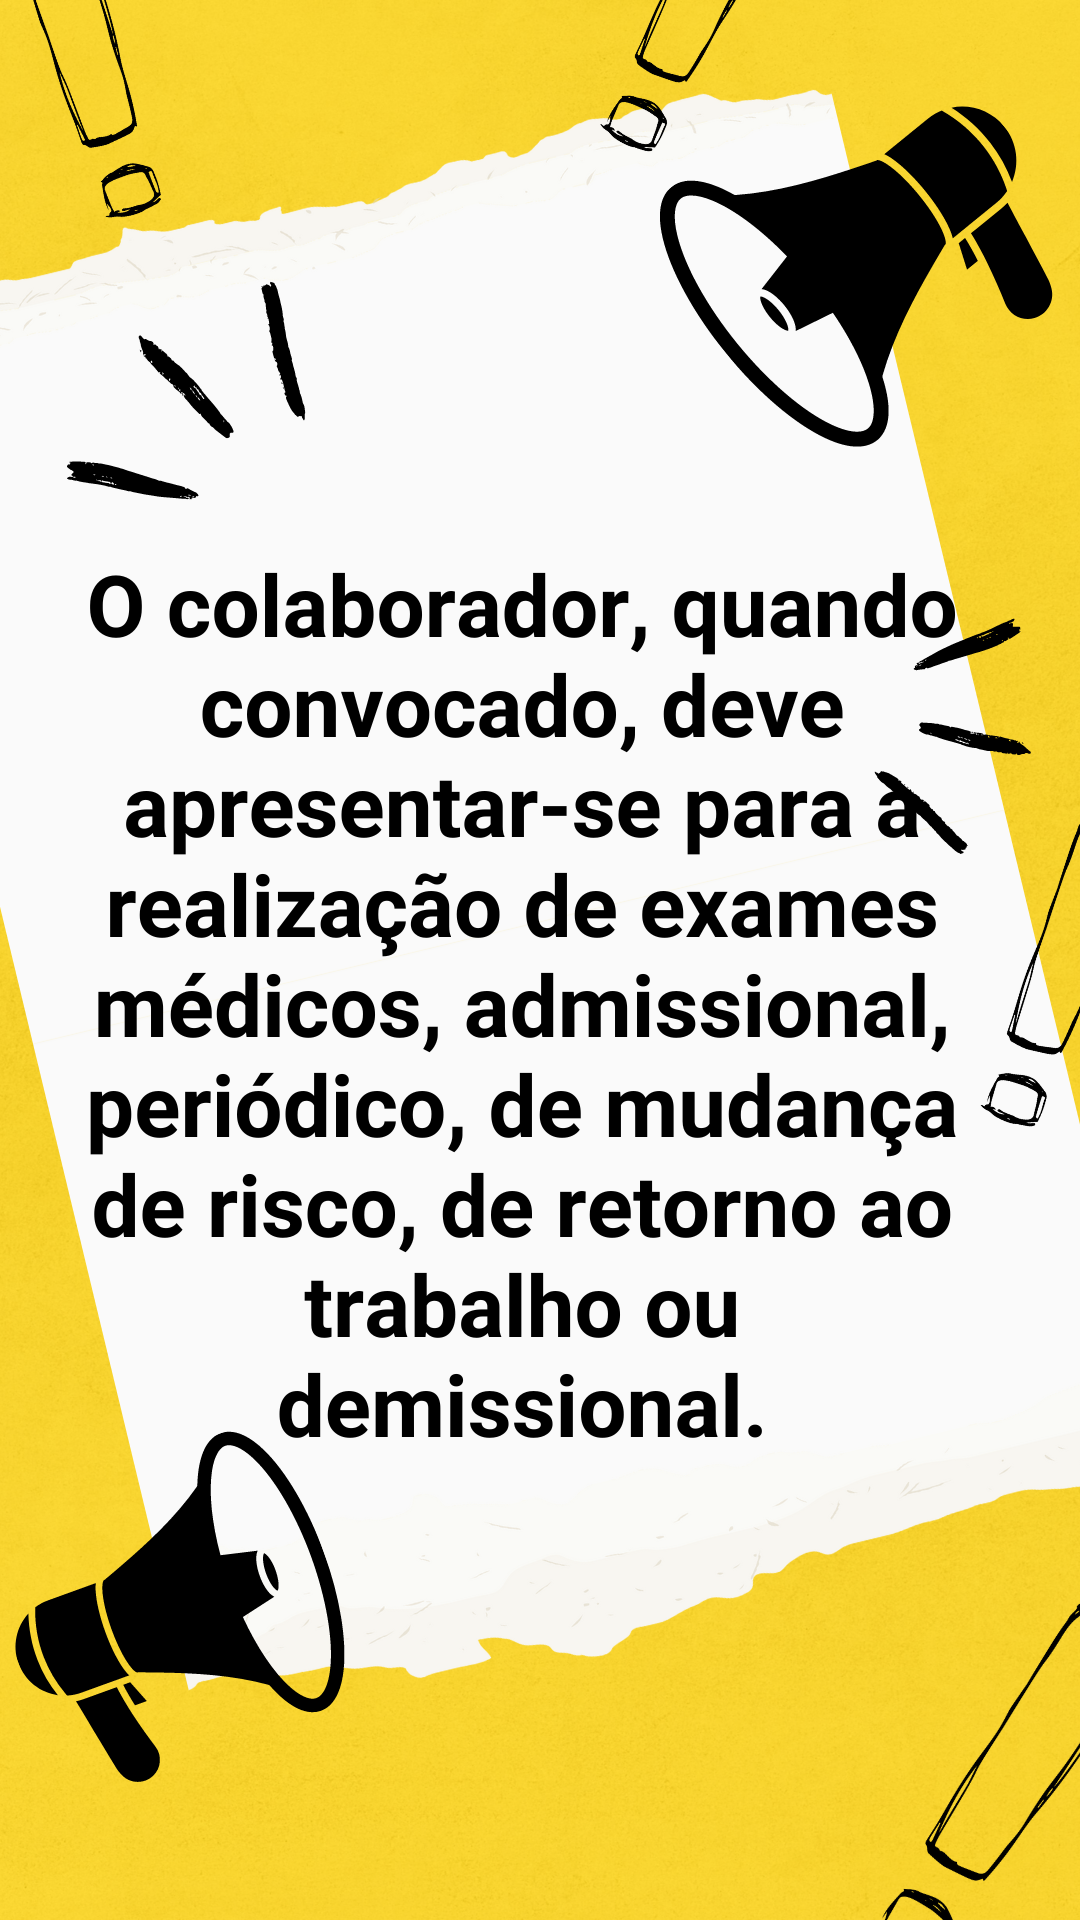 O colaborador, quando
convocado, deve
apresentar-se para a
realização de exames
médicos, admissional,
periódico, de mudança
de risco, de retorno ao
trabalho ou
demissional.